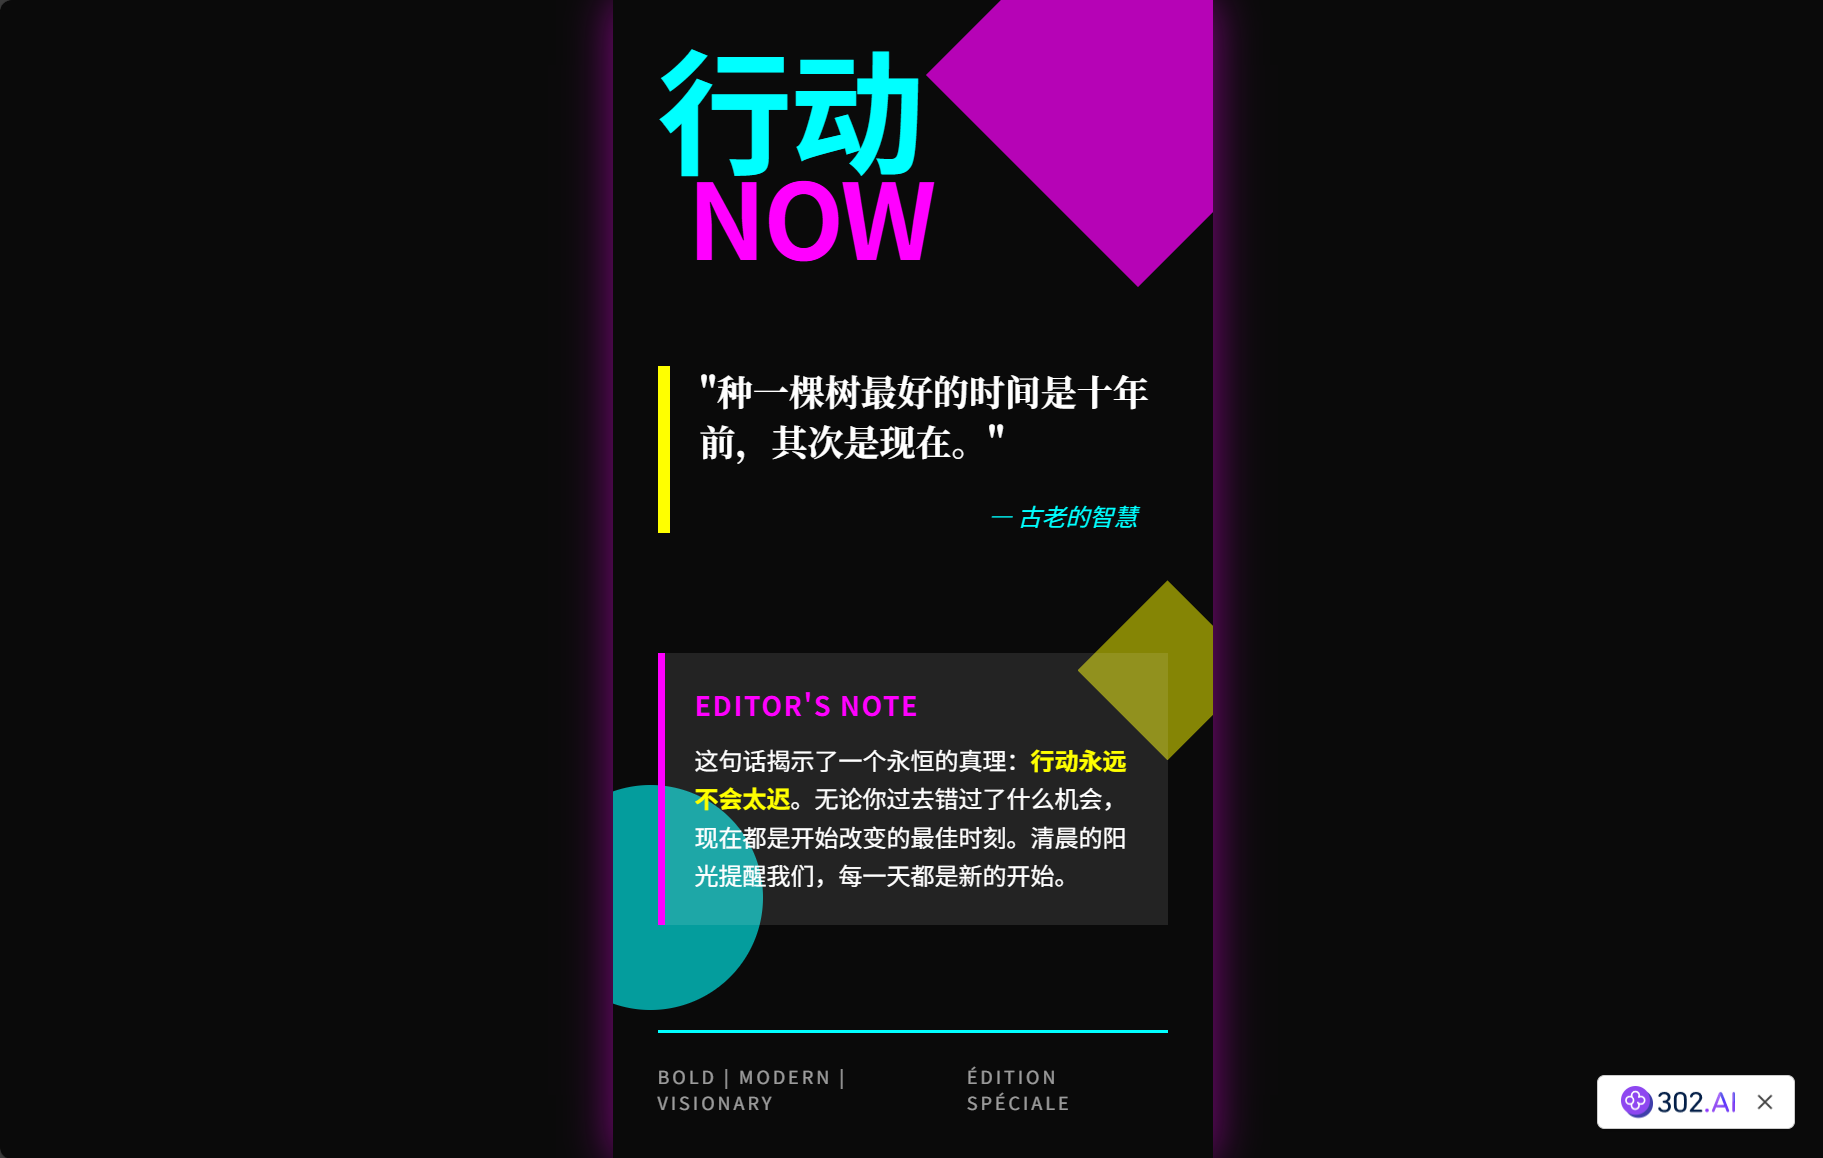 行动
NOW
"种一棵树最好的时间是十年
前，其次是现在。"
— 古老的智慧
EDITOR'S NOTE
这句话揭示了一个永恒的真理：行动永远
不会太迟。无论你过去错过了什么机会，
现在都是开始改变的最佳时刻。清晨的阳
光提醒我们，每一天都是新的开始。
BOLD | MODERN |
VISIONARY
ÉDITION
SPÉCIALE
302.AI